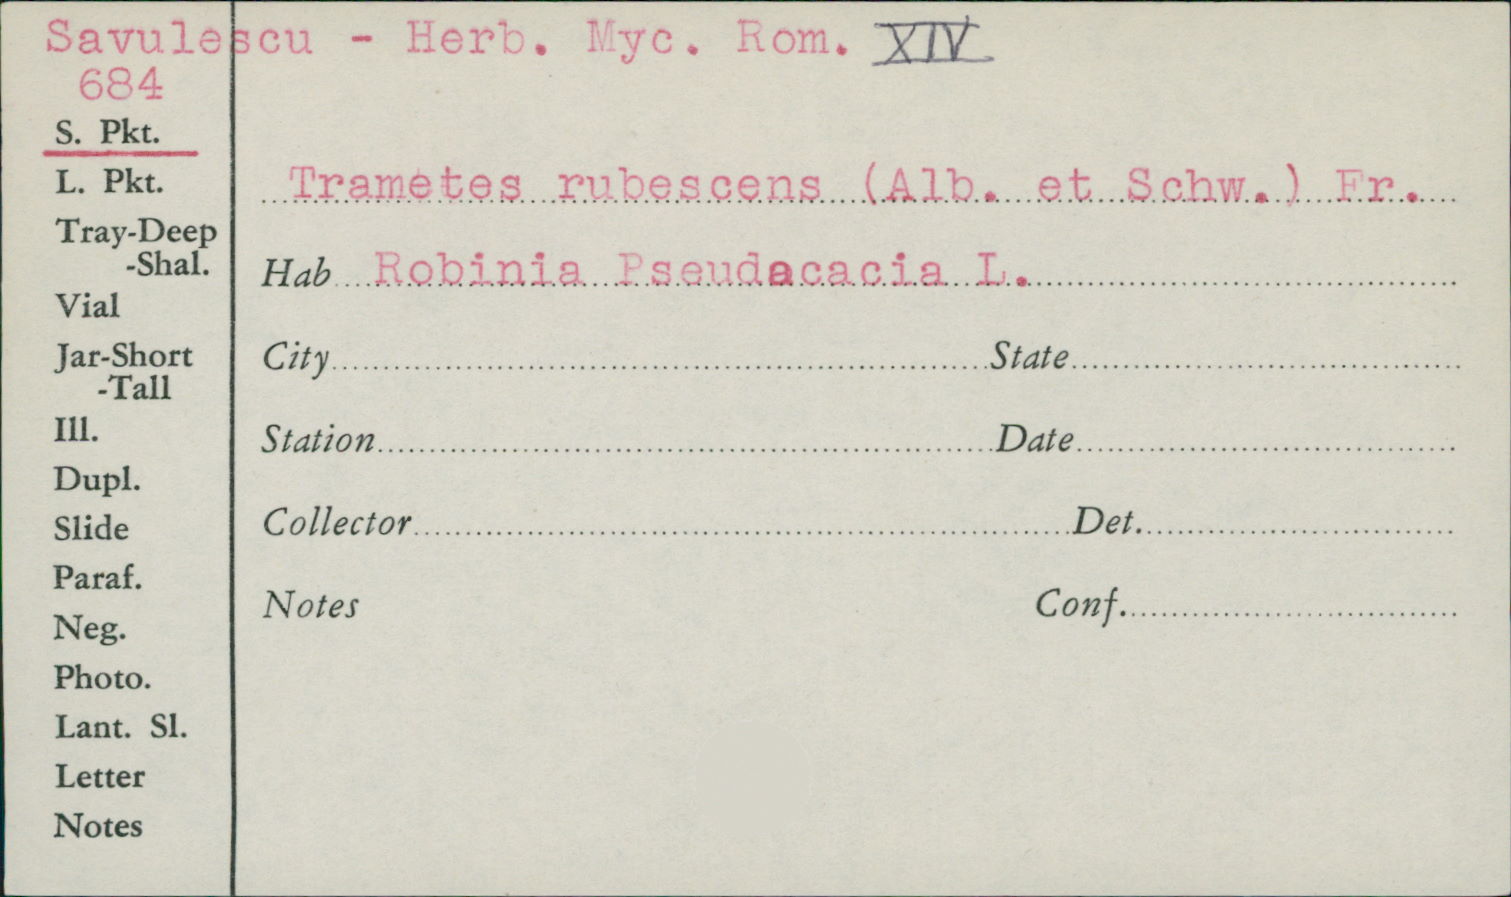 Savulescu - Herb. Myc. Rom. XIV
684
S. Pkt.
L. Pkt.
Tray-Deep
-Shal.
Vial
Jar-Short
-Tall
Ill.
Dupl.
Slide
Paraf.
Neg.
Photo.
Lant. Sl.
Letter
Notes
Trametes rubescens (Alb. et Schw.) Fr.
Hab Robinia Pseudacacia L.
City State
Station Date
Collector Det.
Notes Conf.